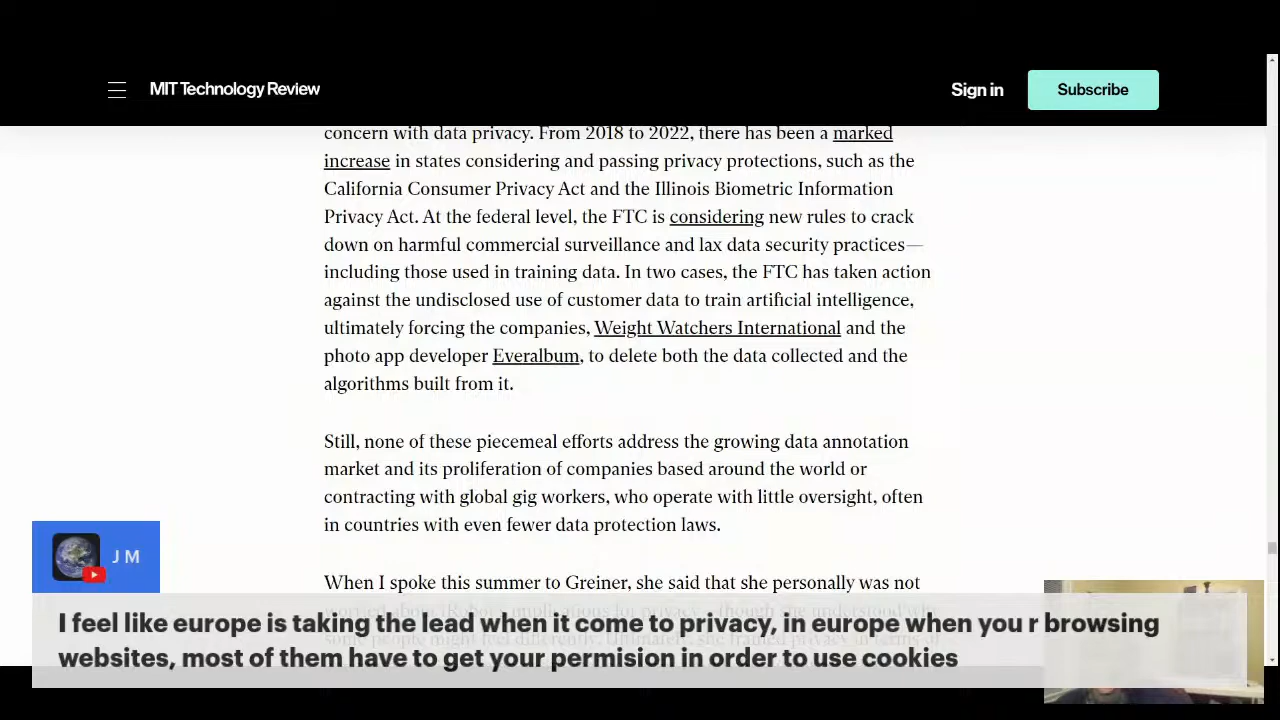 MIT Technology Review
Sign in
Subscribe
concern with data privacy. From 2018 to 2022, there has been a marked
increase in states considering and passing privacy protections, such as the
California Consumer Privacy Act and the Illinois Biometric Information
Privacy Act. At the federal level, the FTC is considering new rules to crack
down on harmful commercial surveillance and lax data security practices—
including those used in training data. In two cases, the FTC has taken action
against the undisclosed use of customer data to train artificial intelligence,
ultimately forcing the companies, Weight Watchers International and the
photo app developer Everalbum, to delete both the data collected and the
algorithms built from it.
Still, none of these piecemeal efforts address the growing data annotation
market and its proliferation of companies based around the world or
contracting with global gig workers, who operate with little oversight, often
in countries with even fewer data protection laws.
When I spoke this summer to Greiner, she said that she personally was not
J M
I feel like europe is taking the lead when it come to privacy, in europe when you r browsing
websites, most of them have to get your permision in order to use cookies